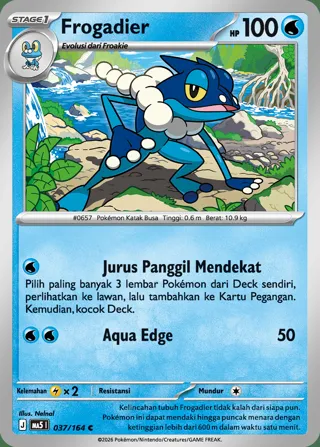 STAGE 1
Frogadier
HP 100
Evolusi dari Froakie
#0657 Pokémon Katak Busa Tinggi: 0.6 m Berat: 10.9 kg
Jurus Panggil Mendekat
Pilih paling banyak 3 lembar Pokémon dari Deck sendiri,
perlihatkan ke lawan, lalu tambahkan ke Kartu Pegangan.
Kemudian, kocok Deck.
Aqua Edge 50
Kelemahan ×2 Resistansi Mundur
Illus. Nelnal
J MA5 I 037/164 C
Kelincahan tubuh Frogadier tidak tertandingi siapa pun.
Pokémon ini dapat mendaki hingga puncak menara dengan
ketinggian lebih dari 600 m dalam waktu satu menit.
©2026 Pokémon/Nintendo/Creatures/GAME FREAK.